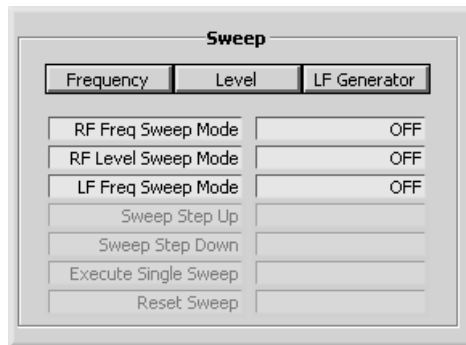 Sweep
Frequency Level LF Generator
RF Freq Sweep Mode OFF
RF Level Sweep Mode OFF
LF Freq Sweep Mode OFF
Sweep Step Up
Sweep Step Down
Execute Single Sweep
Reset Sweep